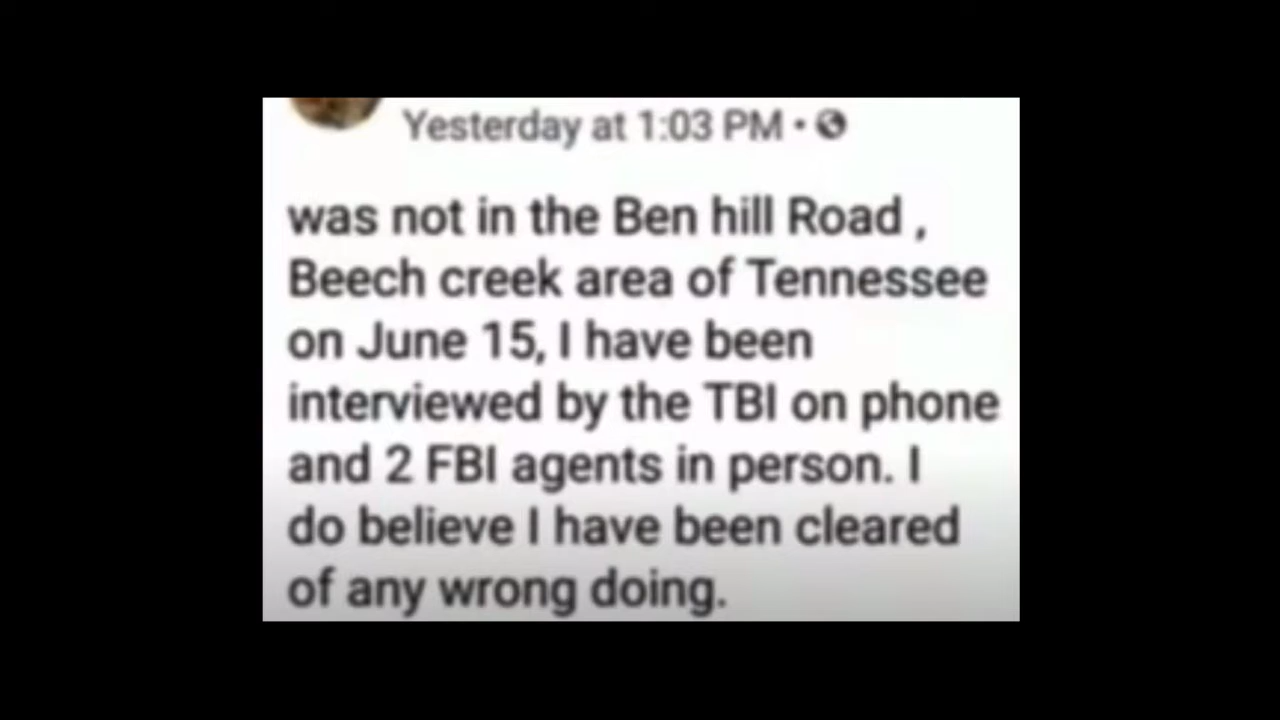 Yesterday at 1:03 PM •
was not in the Ben hill Road ,
Beech creek area of Tennessee
on June 15, I have been
interviewed by the TBI on phone
and 2 FBI agents in person. I
do believe I have been cleared
of any wrong doing.